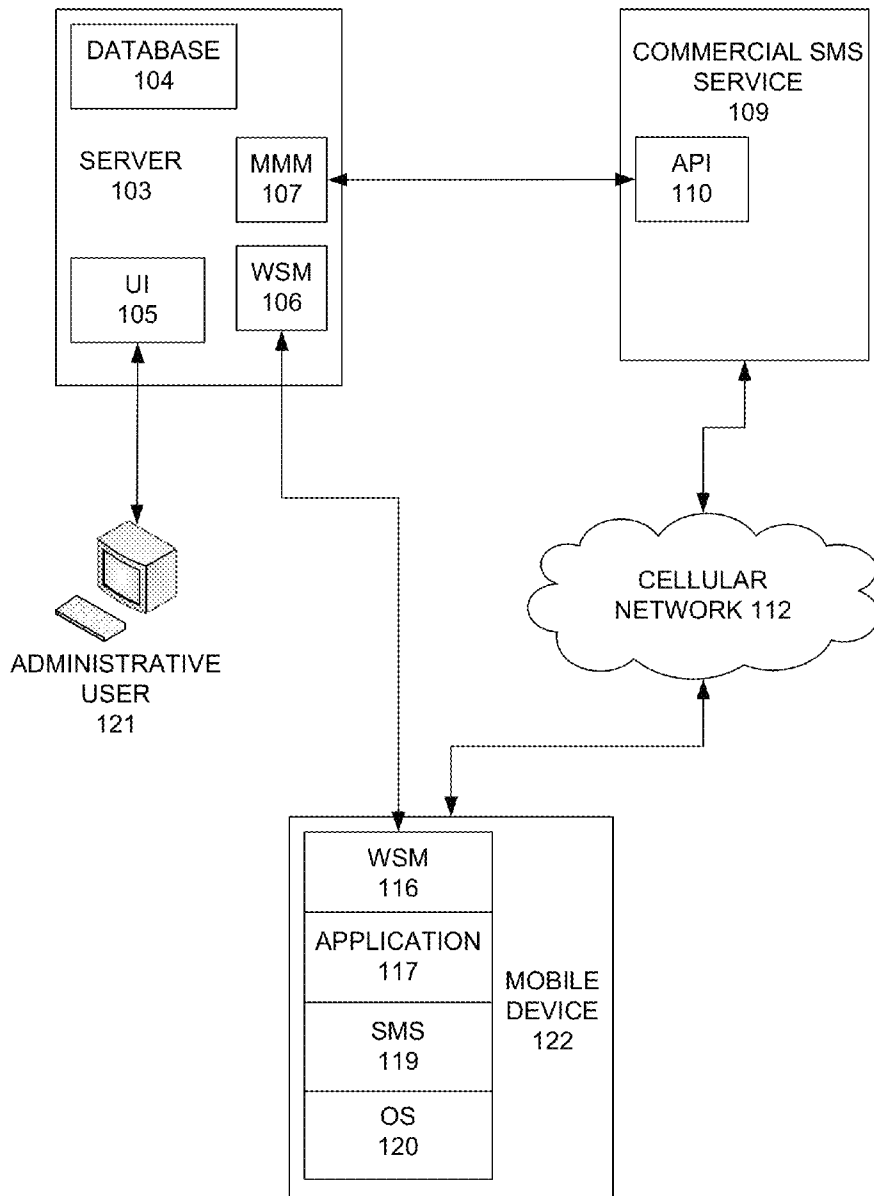 DATABASE
104
SERVER
103
MMM
107
UI
105
WSM
106
COMMERCIAL SMS
SERVICE
109
API
110
ADMINISTRATIVE
USER
121
CELLULAR
NETWORK 112
WSM
116
APPLICATION
117
SMS
119
OS
120
MOBILE
DEVICE
122